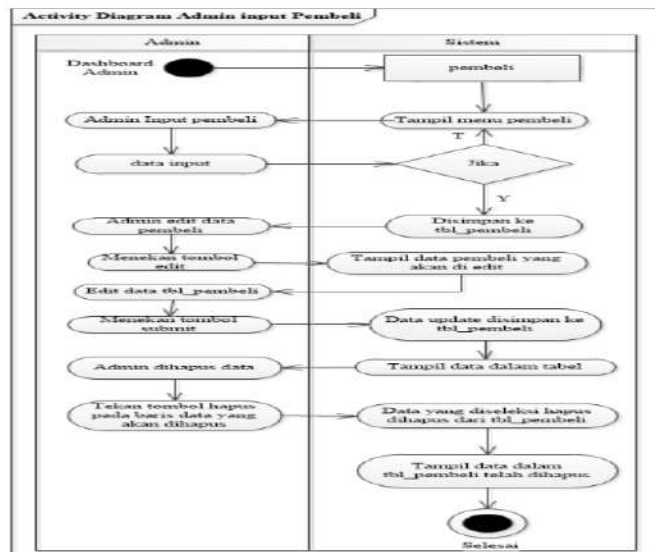 Activity Diagram Admin input Pembeli
Admin
Sistem
Dashboard
Admin
pembeli
Admin Input pembeli
Tampil menu pembeli
T
data input
Jika
Y
Admin edit data
pembeli
Disimpan ke
tbl_pembeli
Menekan tombol
edit
Tampil data pembeli yang
akan di edit
Edit data tbl_pembeli
Menekan tombol
submit
Data update disimpan ke
tbl_pembeli
Admin dihapus data
Tampil data dalam tabel
Tekan tombol hapus
pada baris data yang
akan dihapus
Data yang diseleksi hapus
dihapus dari tbl_pembeli
Tampil data dalam
tbl_pembeli telah dihapus
Selesai